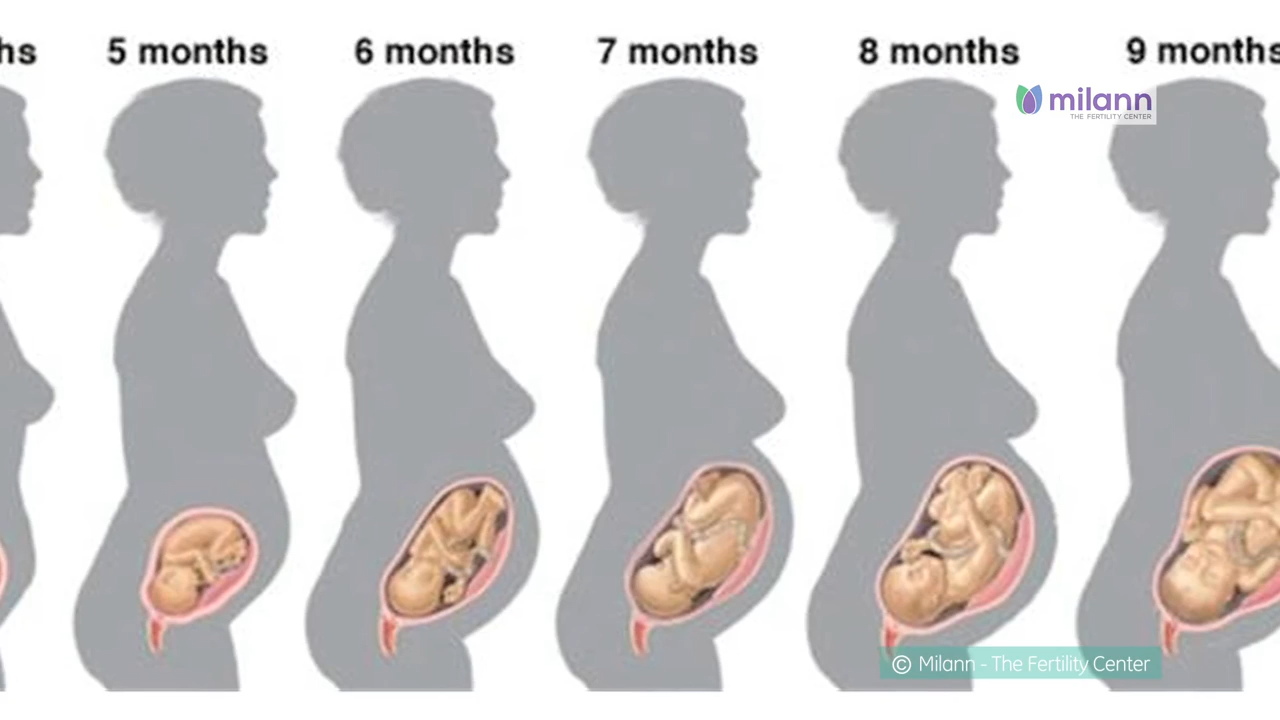 hs
5 months
6 months
7 months
8 months
9 months
milann
THE FERTILITY CENTER
© Milann - The Fertility Center